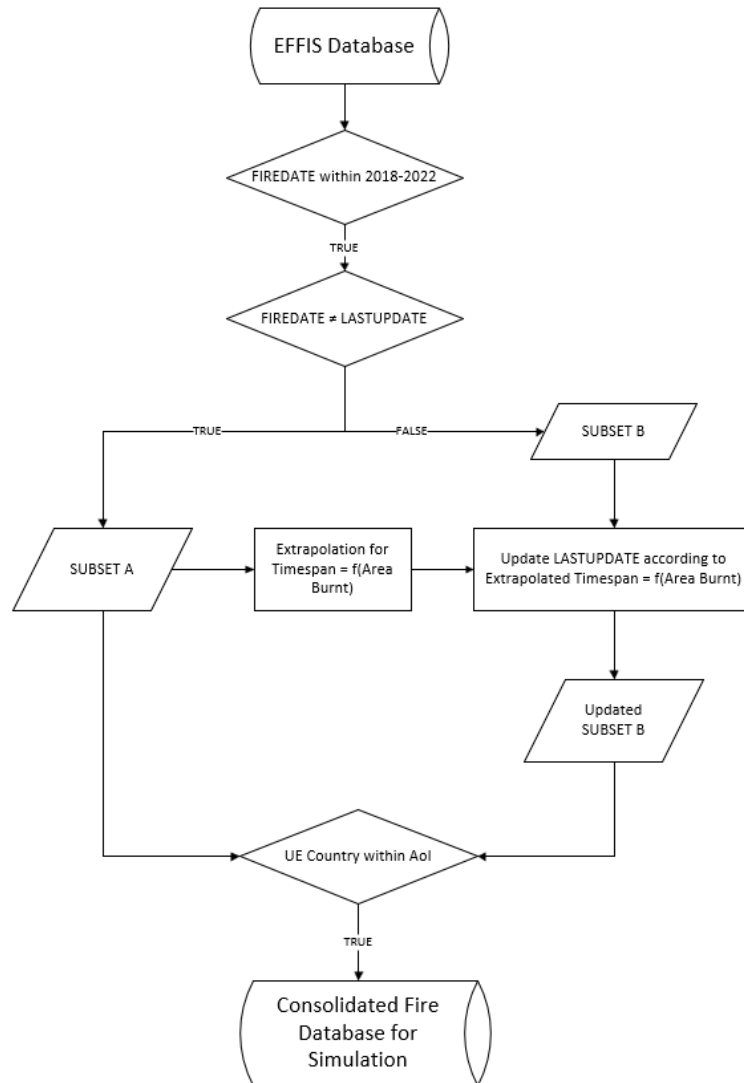 EFFIS Database
FIREDATE within 2018-2022
TRUE
FIREDATE ≠ LASTUPDATE
TRUE
FALSE
SUBSET B
SUBSET A
Extrapolation for
Timespan = f(Area
Burnt)
Update LASTUPDATE according to
Extrapolated Timespan = f(Area Burnt)
Updated
SUBSET B
UE Country within AoI
TRUE
Consolidated Fire
Database for
Simulation